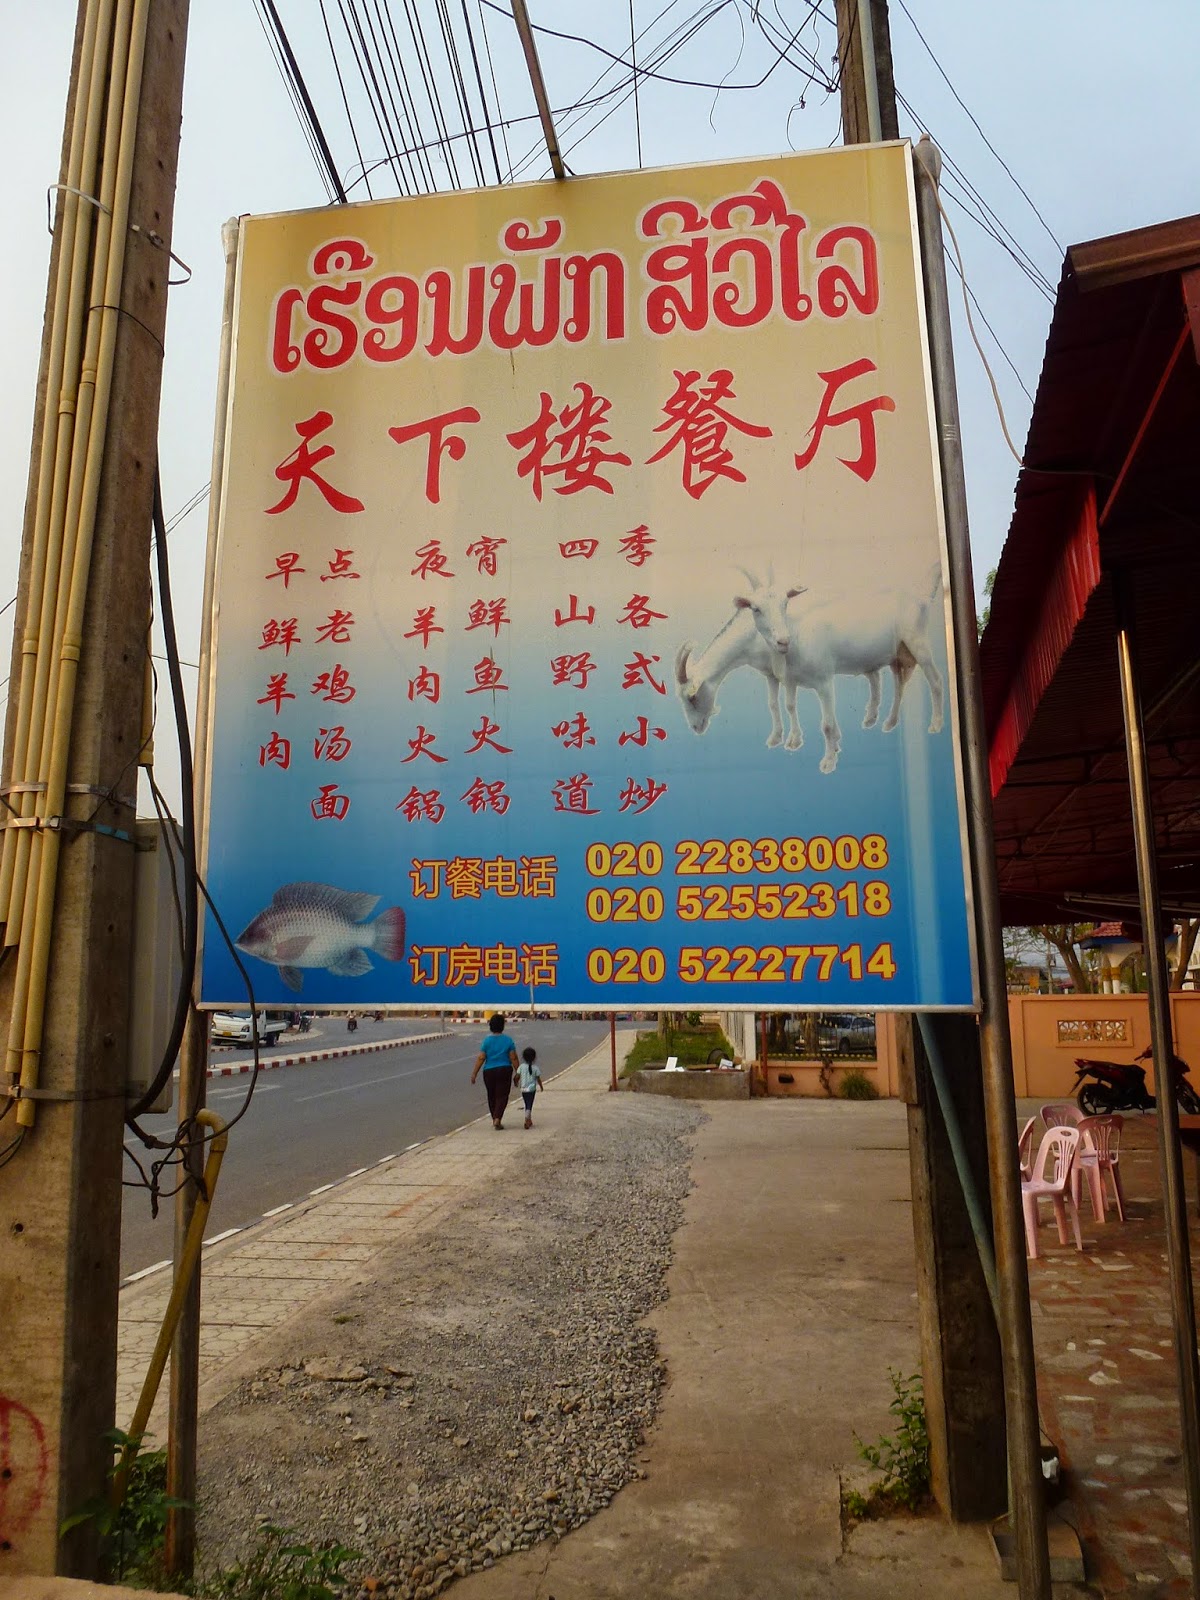 ເຮືອນພັກ ສີວີໄລ
天下楼餐厅
早点
鲜羊肉
老鸡汤面
夜宵
羊肉火锅
鲜鱼火锅
四季
山野味道
各式小炒
订餐电话 020 22838008
020 52552318
订房电话 020 52227714